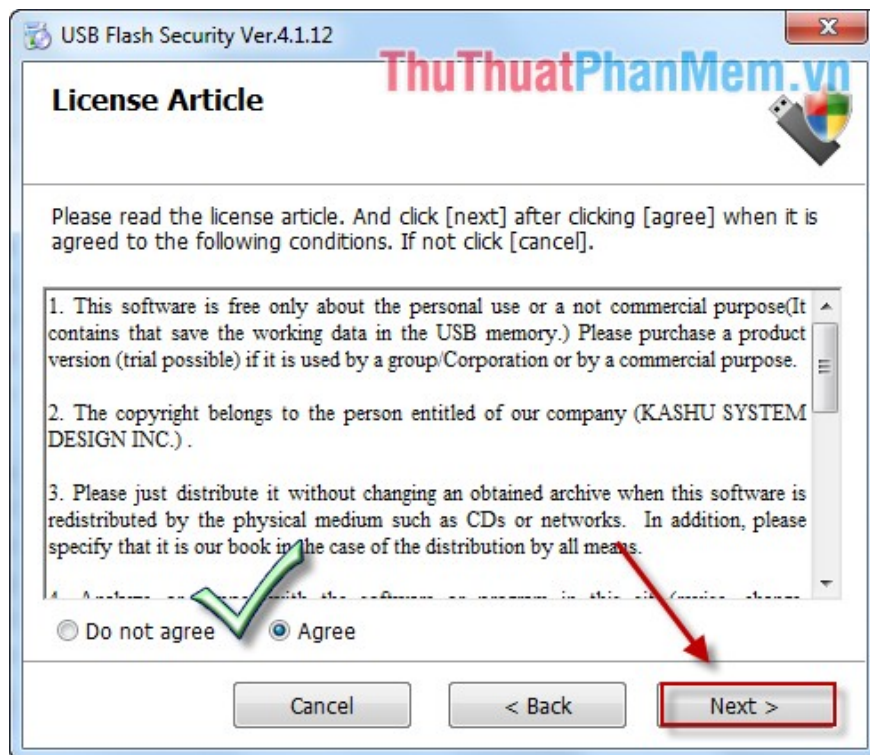 USB Flash Security Ver.4.1.12
ThuThuatPhanMem.vn
License Article
Please read the license article. And click [next] after clicking [agree] when it is
agreed to the following conditions. If not click [cancel].
1. This software is free only about the personal use or a not commercial purpose(It
contains that save the working data in the USB memory.) Please purchase a product
version (trial possible) if it is used by a group/Corporation or by a commercial purpose.
2. The copyright belongs to the person entitled of our company (KASHU SYSTEM
DESIGN INC.) .
3. Please just distribute it without changing an obtained archive when this software is
redistributed by the physical medium such as CDs or networks. In addition, please
specify that it is our book in the case of the distribution by all means.
Do not agree
Agree
Cancel
< Back
Next >